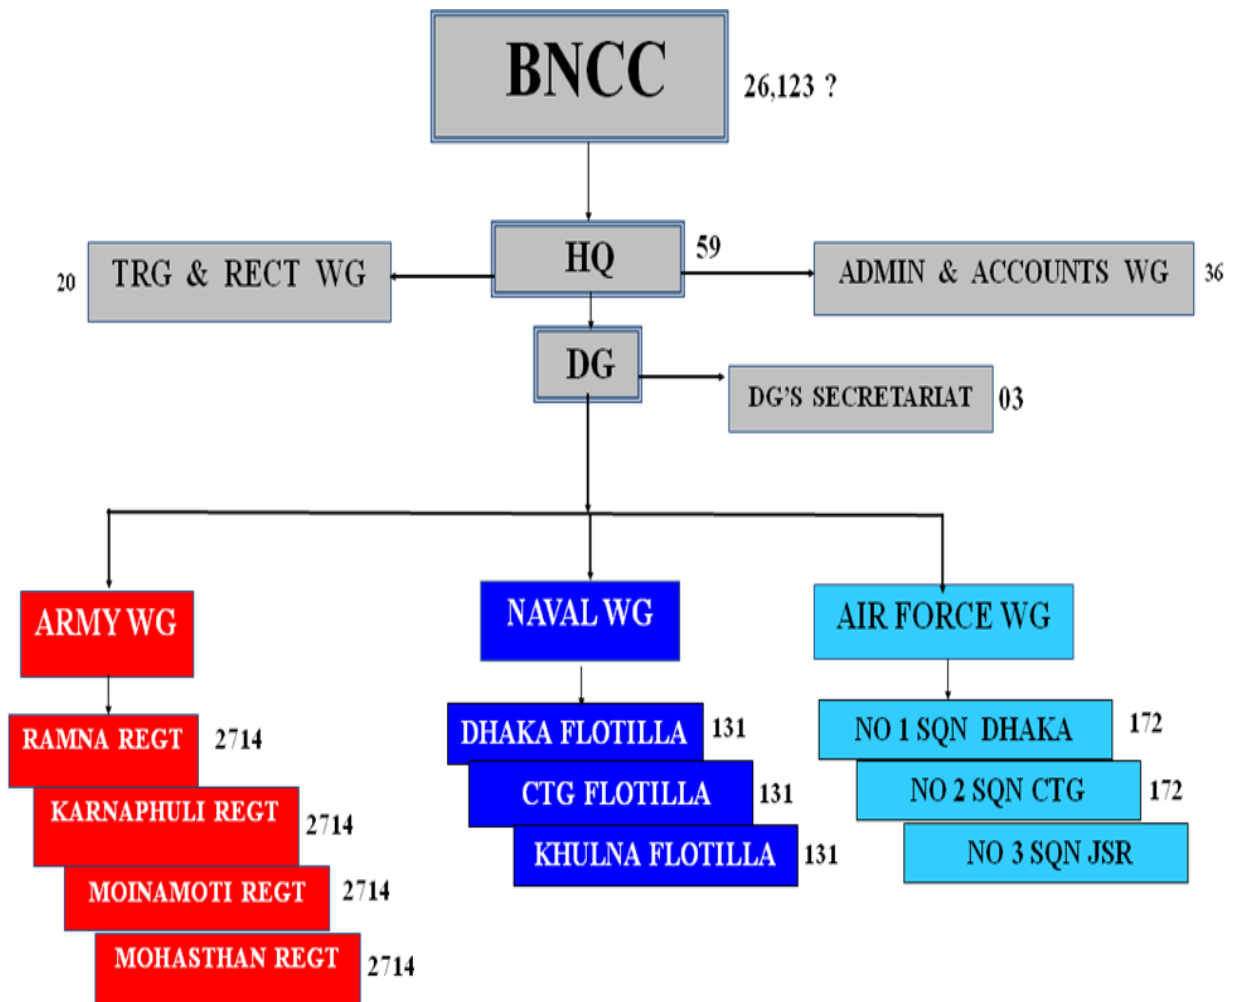 BNCC
26,123 ?
HQ
59
20
TRG & RECT WG
ADMIN & ACCOUNTS WG
36
DG
DG'S SECRETARIAT
03
ARMY WG
NAVAL WG
AIR FORCE WG
RAMNA REGT
2714
KARNAPHULI REGT
2714
MOINAMOTI REGT
2714
MOHASTHAN REGT
2714
DHAKA FLOTILLA
131
CTG FLOTILLA
131
KHULNA FLOTILLA
131
NO 1 SQN DHAKA
172
NO 2 SQN CTG
172
NO 3 SQN JSR